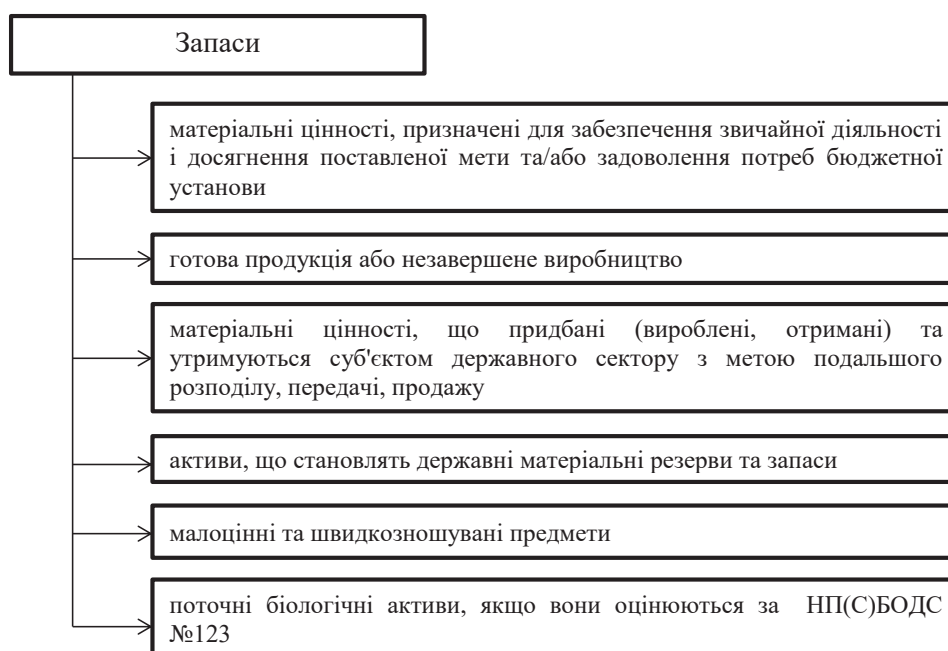 Запаси
матеріальні цінності, призначені для забезпечення звичайної діяльності
і досягнення поставленої мети та/або задоволення потреб бюджетної
установи
готова продукція або незавершене виробництво
матеріальні цінності, що придбані (вироблені, отримані) та
утримуються суб'єктом державного сектору з метою подальшого
розподілу, передачі, продажу
активи, що становлять державні матеріальні резерви та запаси
малоцінні та швидкозношувані предмети
поточні біологічні активи, якщо вони оцінюються за НП(С)БОДС
№123